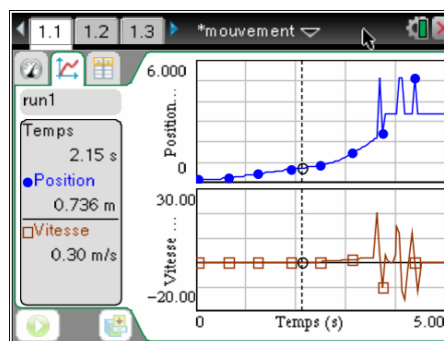 1.1 1.2 1.3 *mouvement
run1
Temps
2.15 s
Position
0.736 m
Vitesse
0.30 m/s
6.000
Position...
0
30.00
Vitesse ...
-20.00
0 Temps (s) 5.00